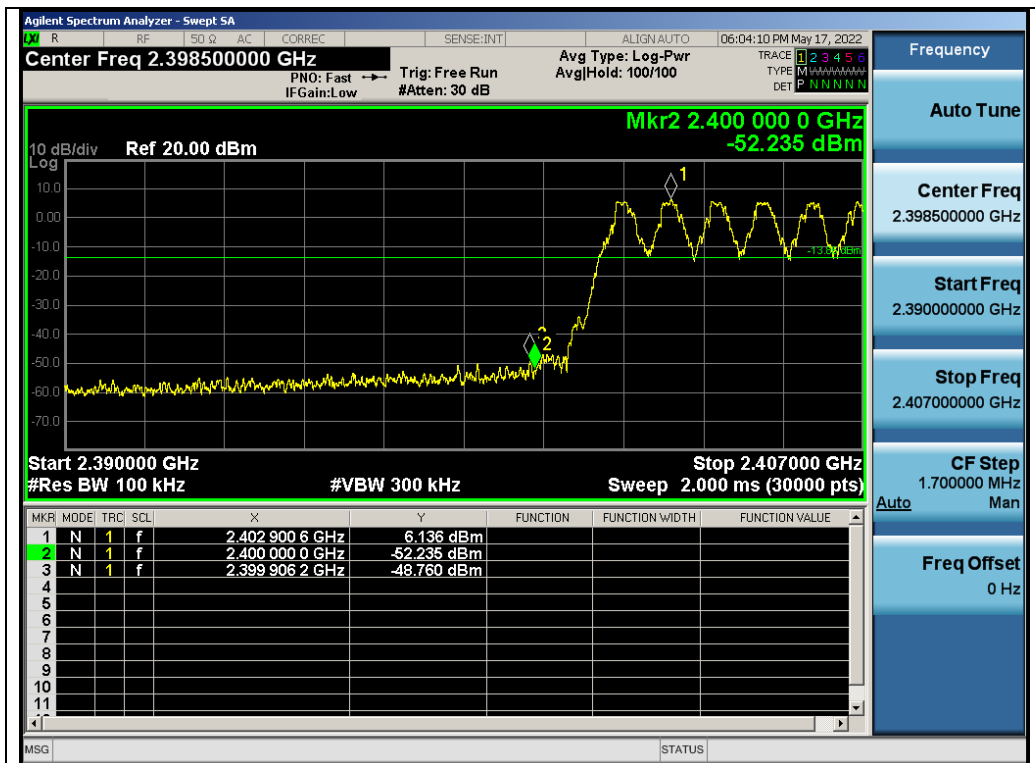 Agilent Spectrum Analyzer - Swept SA
LXI R RF 50 Ω AC CORREC SENSE:INT ALIGN AUTO 06:04:10 PM May 17, 2022
Center Freq 2.398500000 GHz
PNO: Fast
IFGain:Low
Trig: Free Run
#Atten: 30 dB
Avg Type: Log-Pwr
Avg|Hold: 100/100
TRACE 1 2 3 4 5 6
TYPE M WWWWW
DET P N N N N N
Mkr2 2.400 000 0 GHz
-52.235 dBm
10 dB/div Ref 20.00 dBm
Log
10.0
0.00
-10.0
-20.0
-30.0
-40.0
-50.0
-60.0
-70.0
1
2
Start 2.390000 GHz Stop 2.407000 GHz
#Res BW 100 kHz #VBW 300 kHz Sweep 2.000 ms (30000 pts)
MKR MODE TRC SCL X Y FUNCTION FUNCTION WIDTH FUNCTION VALUE
1 N 1 f 2.402 900 6 GHz 6.136 dBm
2 N 1 f 2.400 000 0 GHz -52.235 dBm
3 N 1 f 2.399 906 2 GHz -48.760 dBm
4
5
6
7
8
9
10
11
MSG STATUS
Frequency
Auto Tune
Center Freq
2.398500000 GHz
Start Freq
2.390000000 GHz
Stop Freq
2.407000000 GHz
CF Step
1.700000 MHz
Auto Man
Freq Offset
0 Hz